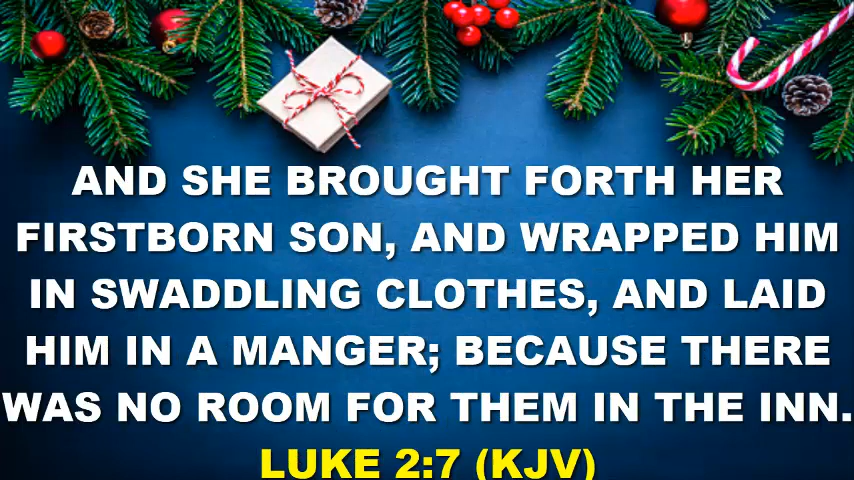 AND SHE BROUGHT FORTH HER
FIRSTBORN SON, AND WRAPPED HIM
IN SWADDLING CLOTHES, AND LAID
HIM IN A MANGER; BECAUSE THERE
WAS NO ROOM FOR THEM IN THE INN.
LUKE 2:7 (KJV)